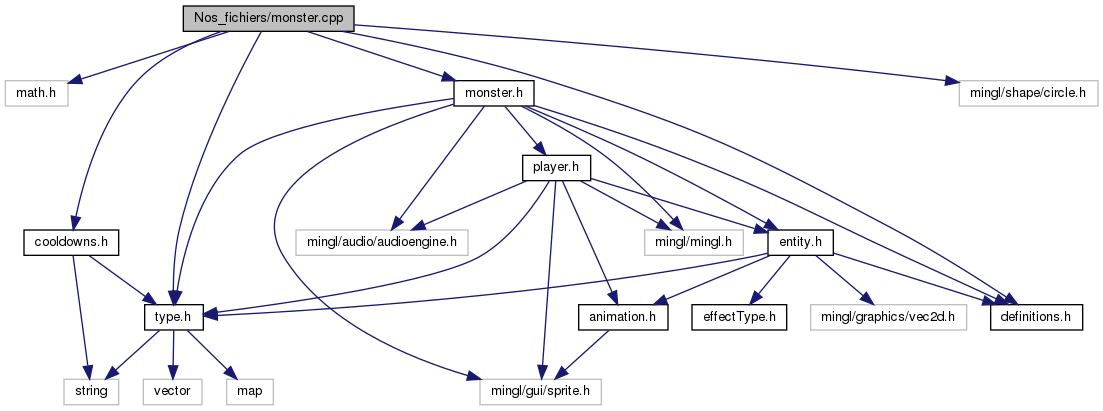 Nos_fichiers/monster.cpp
math.h
monster.h
mingl/shape/circle.h
player.h
cooldowns.h
mingl/audio/audioengine.h
mingl/mingl.h
entity.h
type.h
animation.h
effectType.h
mingl/graphics/vec2d.h
definitions.h
string
vector
map
mingl/gui/sprite.h